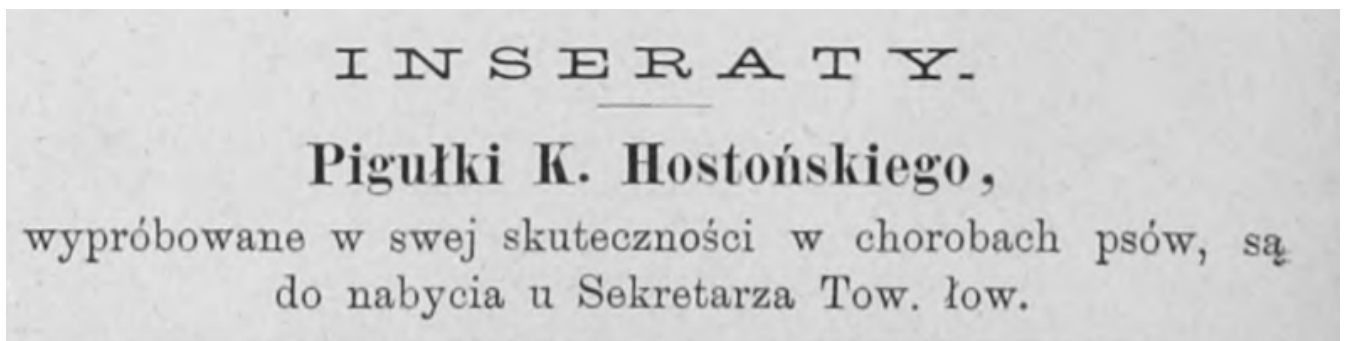 INSERATY.
Pigułki K. Hostońskiego,
wypróbowane w swej skuteczności w chorobach psów, są
do nabycia u Sekretarza Tow. łow.